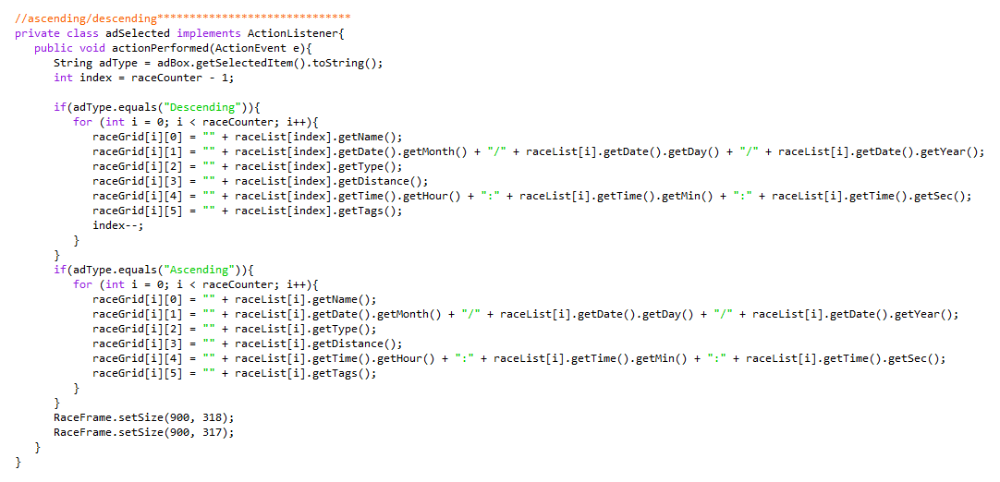 //ascending/descending******************************
private class adSelected implements ActionListener{
   public void actionPerformed(ActionEvent e){
      String adType = adBox.getSelectedItem().toString();
      int index = raceCounter - 1;

      if(adType.equals("Descending")){
         for (int i = 0; i < raceCounter; i++){
            raceGrid[i][0] = "" + raceList[index].getName();
            raceGrid[i][1] = "" + raceList[index].getDate().getMonth() + "/" + raceList[i].getDate().getDay() + "/" + raceList[i].getDate().getYear();
            raceGrid[i][2] = "" + raceList[index].getType();
            raceGrid[i][3] = "" + raceList[index].getDistance();
            raceGrid[i][4] = "" + raceList[index].getTime().getHour() + ":" + raceList[i].getTime().getMin() + ":" + raceList[i].getTime().getSec();
            raceGrid[i][5] = "" + raceList[index].getTags();
            index--;
         }
      }
      if(adType.equals("Ascending")){
         for (int i = 0; i < raceCounter; i++){
            raceGrid[i][0] = "" + raceList[i].getName();
            raceGrid[i][1] = "" + raceList[i].getDate().getMonth() + "/" + raceList[i].getDate().getDay() + "/" + raceList[i].getDate().getYear();
            raceGrid[i][2] = "" + raceList[i].getType();
            raceGrid[i][3] = "" + raceList[i].getDistance();
            raceGrid[i][4] = "" + raceList[i].getTime().getHour() + ":" + raceList[i].getTime().getMin() + ":" + raceList[i].getTime().getSec();
            raceGrid[i][5] = "" + raceList[i].getTags();
         }
      }
      RaceFrame.setSize(900, 318);
      RaceFrame.setSize(900, 317);
   }
}